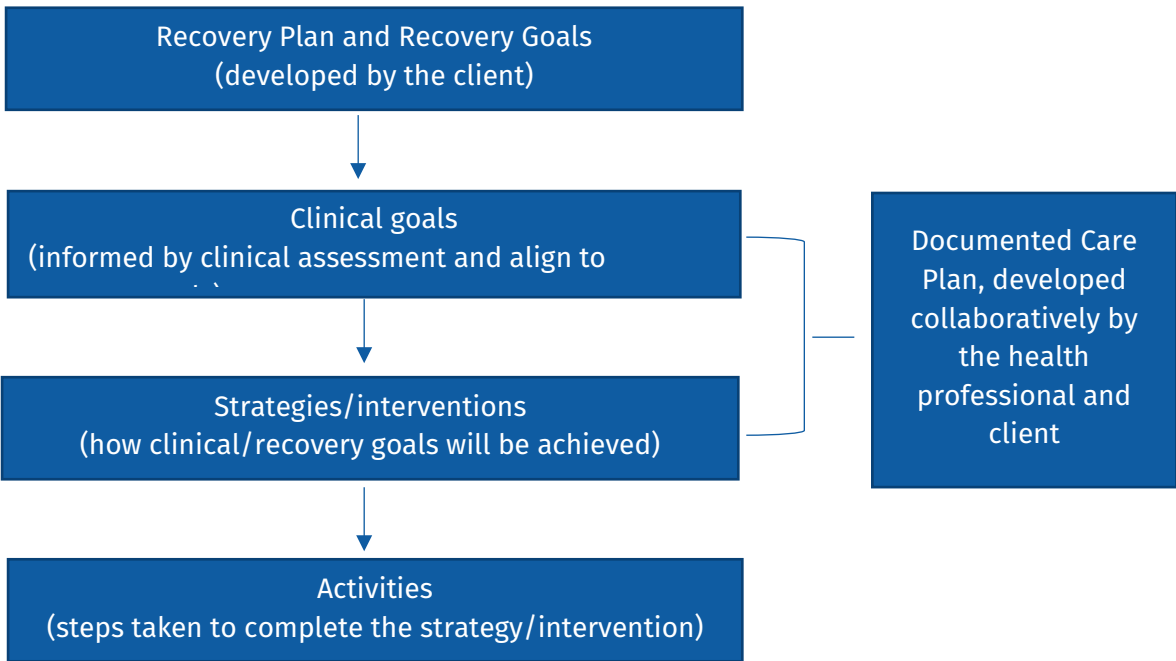 Recovery Plan and Recovery Goals
(developed by the client)
Clinical goals
(informed by clinical assessment and align to
Strategies/interventions
(how clinical/recovery goals will be achieved)
Activities
(steps taken to complete the strategy/intervention)
Documented Care
Plan, developed
collaboratively by
the health
professional and
client